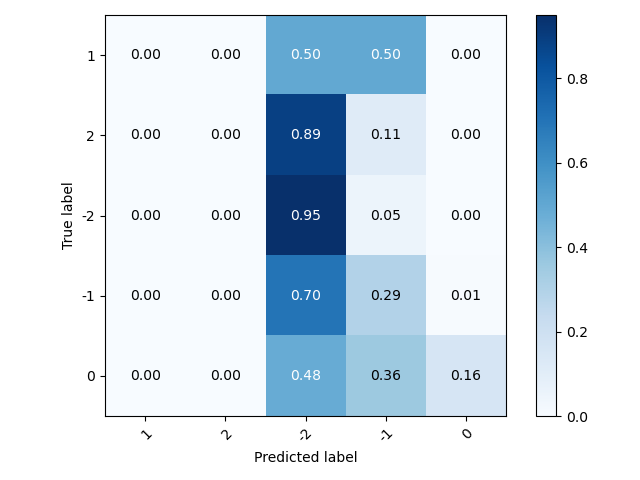 1 0.00 0.00 0.50 0.50 0.00
2 0.00 0.00 0.89 0.11 0.00
-2 0.00 0.00 0.95 0.05 0.00
-1 0.00 0.00 0.70 0.29 0.01
0 0.00 0.00 0.48 0.36 0.16
True label
1 2 -2 -1 0
Predicted label
0.8
0.6
0.4
0.2
0.0